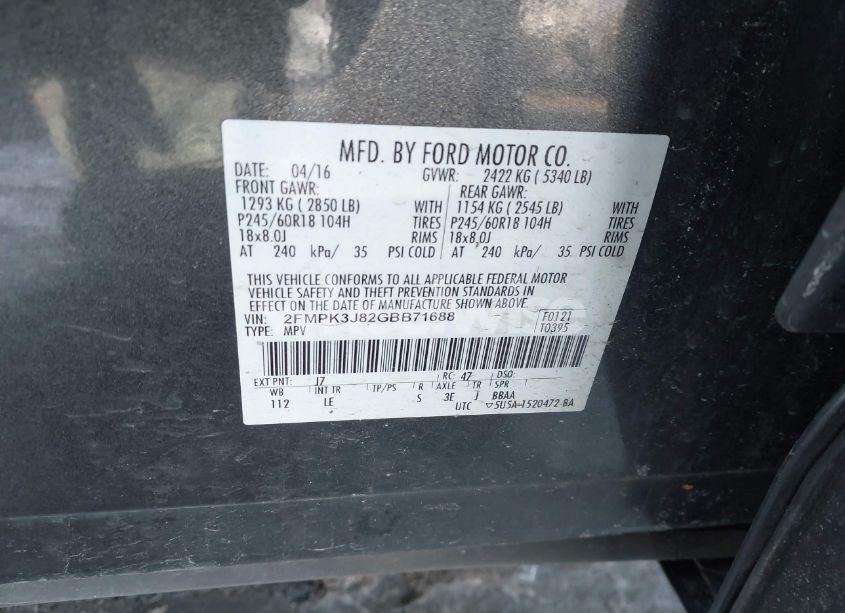 MFD. BY FORD MOTOR CO.
DATE: 04/16 GVWR: 2422 KG ( 5340 LB)
FRONT GAWR: REAR GAWR:
1293 KG ( 2850 LB) WITH 1154 KG ( 2545 LB) WITH
P245/60R18 104H TIRES P245/60R18 104H TIRES
18x8.0J RIMS 18x8.0J RIMS
AT 240 kPa/ 35 PSI COLD AT 240 kPa/ 35 PSI COLD
THIS VEHICLE CONFORMS TO ALL APPLICABLE FEDERAL MOTOR
VEHICLE SAFETY AND THEFT PREVENTION STANDARDS IN
EFFECT ON THE DATE OF MANUFACTURE SHOWN ABOVE.
VIN: 2FMPK3J82GBB71688 F0121
TYPE: MPV T0395
EXT PNT: J7 RC: 47 DSO:
WB INT TR TP/PS R AXLE TR SPR
112 LE S 3E J BBAA
UTC ▽5U5A-1520472-BA